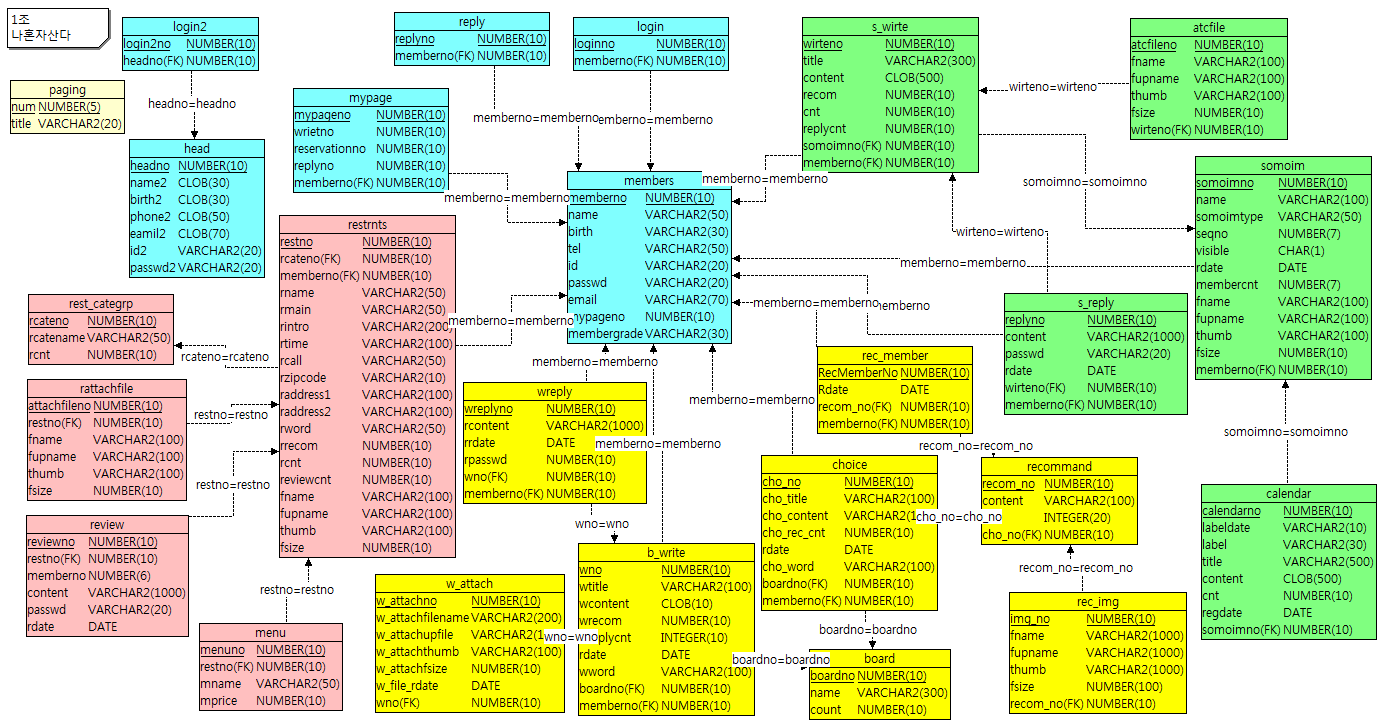 1조
나혼자산다
paging
num NUMBER(5)
title VARCHAR2(20)
login2
login2no NUMBER(10)
headno(FK) NUMBER(10)
headno=headno
head
headno NUMBER(10)
name2 CLOB(30)
birth2 CLOB(30)
phone2 CLOB(50)
eamil2 CLOB(70)
id2 VARCHAR2(20)
passwd2 VARCHAR2(20)
reply
replyno NUMBER(10)
memberno(FK) NUMBER(10)
memberno=memberno
login
loginno NUMBER(10)
memberno(FK) NUMBER(10)
emberno=memberno
mypage
mypageno NUMBER(10)
wrietno NUMBER(10)
reservationno NUMBER(10)
replyno NUMBER(10)
memberno(FK) NUMBER(10)
memberno=memberno
members
memberno NUMBER(10)
name VARCHAR2(50)
birth VARCHAR2(30)
tel VARCHAR2(50)
id VARCHAR2(20)
passwd VARCHAR2(20)
email VARCHAR2(70)
mypageno NUMBER(10)
membergrade VARCHAR2(30)
s_wirte
wirteno NUMBER(10)
title VARCHAR2(300)
content CLOB(500)
recom NUMBER(10)
cnt NUMBER(10)
replycnt NUMBER(10)
somoimno(FK) NUMBER(10)
memberno(FK) NUMBER(10)
memberno=memberno
wirteno=wirteno
atcfile
atcfileno NUMBER(10)
fname VARCHAR2(100)
fupname VARCHAR2(100)
thumb VARCHAR2(100)
fsize NUMBER(10)
wirteno(FK) NUMBER(10)
somoimno=somoimno
somoim
somoimno NUMBER(10)
name VARCHAR2(100)
somoimtype VARCHAR2(50)
seqno NUMBER(7)
visible CHAR(1)
rdate DATE
membercnt NUMBER(7)
fname VARCHAR2(100)
fupname VARCHAR2(100)
thumb VARCHAR2(100)
fsize NUMBER(10)
memberno(FK) NUMBER(10)
wirteno=wirteno
memberno=memberno
s_reply
replyno NUMBER(10)
content VARCHAR2(1000)
passwd VARCHAR2(20)
rdate DATE
wirteno(FK) NUMBER(10)
memberno(FK) NUMBER(10)
memberno=memberno
emberno
somoimno=somoimno
calendar
calendarno NUMBER(10)
labeldate VARCHAR2(10)
label VARCHAR2(30)
title VARCHAR2(500)
content CLOB(500)
cnt NUMBER(10)
regdate DATE
somoimno(FK) NUMBER(10)
restrnts
restno NUMBER(10)
rcateno(FK) NUMBER(10)
memberno(FK) NUMBER(10)
rname VARCHAR2(50)
rmain VARCHAR2(50)
rintro VARCHAR2(200)
rtime VARCHAR2(100)
rcall VARCHAR2(50)
rzipcode VARCHAR2(10)
raddress1 VARCHAR2(100)
raddress2 VARCHAR2(100)
rword VARCHAR2(50)
rrecom NUMBER(10)
rcnt NUMBER(10)
reviewcnt NUMBER(10)
fname VARCHAR2(100)
fupname VARCHAR2(100)
thumb VARCHAR2(100)
fsize NUMBER(10)
memberno=memberno
rest_categrp
rcateno NUMBER(10)
rcatename VARCHAR2(50)
rcnt NUMBER(10)
rcateno=rcateno
rattachfile
attachfileno NUMBER(10)
restno(FK) NUMBER(10)
fname VARCHAR2(100)
fupname VARCHAR2(100)
thumb VARCHAR2(100)
fsize NUMBER(10)
restno=restno
restno=restno
review
reviewno NUMBER(10)
restno(FK) NUMBER(10)
memberno NUMBER(6)
content VARCHAR2(1000)
passwd VARCHAR2(20)
rdate DATE
restno=restno
menu
menuno NUMBER(10)
restno(FK) NUMBER(10)
mname VARCHAR2(50)
mprice NUMBER(10)
memberno=memberno
wreply
wreplyno NUMBER(10)
rcontent VARCHAR2(1000)
rrdate DATE
rpasswd NUMBER(10)
wno(FK) NUMBER(10)
memberno(FK) NUMBER(10)
memberno=memberno
wno=wno
w_attach
w_attachno NUMBER(10)
w_attachfilename VARCHAR2(200)
w_attachupfile VARCHAR2(1
w_attachthumb VARCHAR2(100)
w_attachfsize NUMBER(10)
w_file_rdate DATE
wno(FK) NUMBER(10)
wno=wno
b_write
wno NUMBER(10)
wtitle VARCHAR2(100)
wcontent CLOB(10)
wrecom NUMBER(10)
plycnt INTEGER(10)
rdate DATE
wword VARCHAR2(100)
boardno(FK) NUMBER(10)
memberno(FK) NUMBER(10)
boardno=boardno
rec_member
RecMemberNo NUMBER(10)
Rdate DATE
recom_no(FK) NUMBER(10)
memberno(FK) NUMBER(10)
memberno=memberno
recom_no=recom_no
choice
cho_no NUMBER(10)
cho_title VARCHAR2(100)
cho_content VARCHAR2(1
cho_rec_cnt NUMBER(10)
rdate DATE
cho_word VARCHAR2(100)
boardno(FK) NUMBER(10)
memberno(FK) NUMBER(10)
cho_no=cho_no
recommand
recom_no NUMBER(10)
content VARCHAR2(100)
INTEGER(20)
cho_no(FK) NUMBER(10)
recom_no=recom_no
rec_img
img_no NUMBER(10)
fname VARCHAR2(1000)
fupname VARCHAR2(1000)
thumb VARCHAR2(1000)
fsize NUMBER(100)
recom_no(FK) NUMBER(10)
boardno=boardno
board
boardno NUMBER(10)
name VARCHAR2(300)
count NUMBER(10)